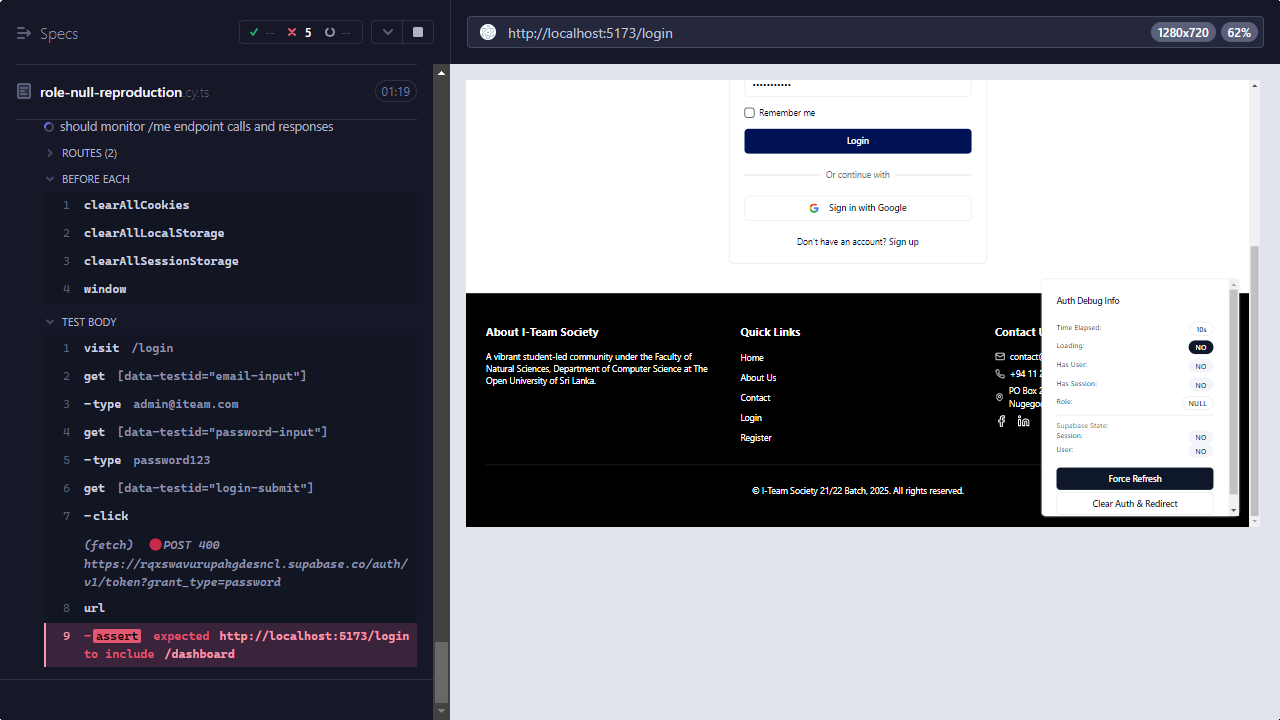 Specs
-- 5 --
http://localhost:5173/login
1280x720
62%
role-null-reproduction.cy.ts
01:19
should monitor /me endpoint calls and responses
ROUTES (2)
BEFORE EACH
1 clearAllCookies
2 clearAllLocalStorage
3 clearAllSessionStorage
4 window
TEST BODY
1 visit /login
2 get [data-testid="email-input"]
3 -type admin@iteam.com
4 get [data-testid="password-input"]
5 -type password123
6 get [data-testid="login-submit"]
7 -click
(fetch) POST 400
https://rqxswavurupakgdesncl.supabase.co/auth/
v1/token?grant_type=password
8 url
9 -assert expected http://localhost:5173/login
to include /dashboard
•••••••••••
Remember me
Login
Or continue with
Sign in with Google
Don't have an account? Sign up
About I-Team Society
A vibrant student-led community under the Faculty of
Natural Sciences, Department of Computer Science at The
Open University of Sri Lanka.
Quick Links
Home
About Us
Contact
Login
Register
Contact
contact@
+94 11 2
PO Box 2
Nugego
© I-Team Society 21/22 Batch, 2025. All rights reserved.
Auth Debug Info
Time Elapsed: 10s
Loading: NO
Has User: NO
Has Session: NO
Role: NULL
Supabase State:
Session: NO
User: NO
Force Refresh
Clear Auth & Redirect